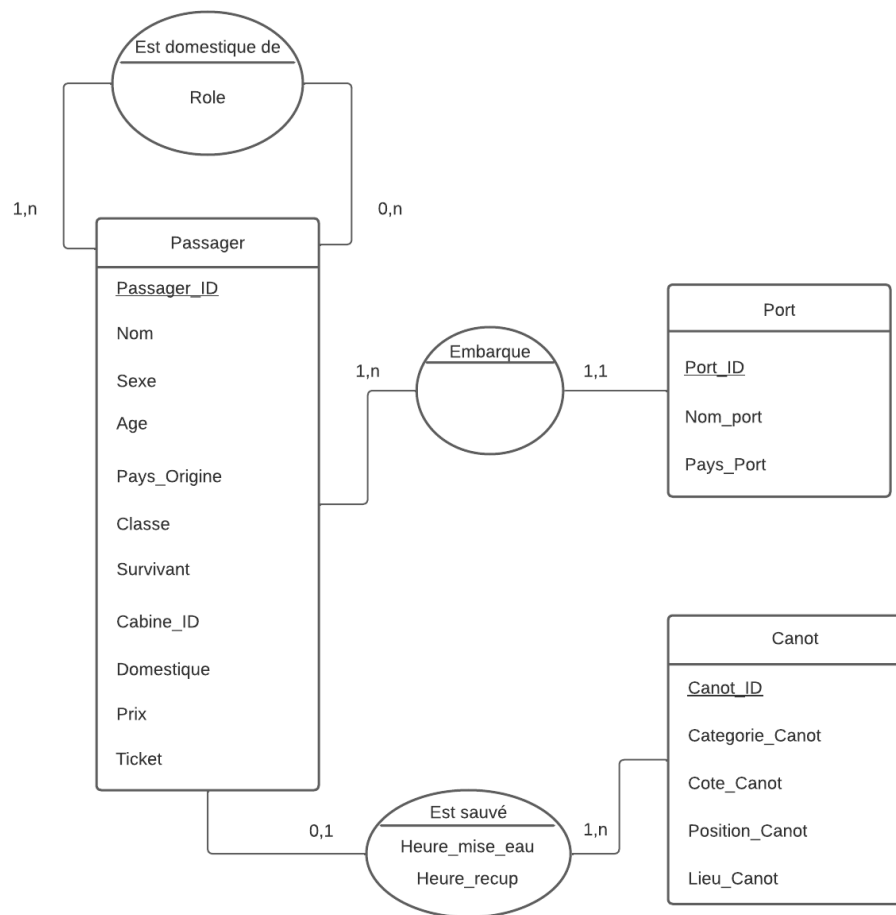 Est domestique de
Role
1,n
0,n
Passager
Passager_ID
Nom
Sexe
Age
Pays_Origine
Classe
Survivant
Cabine_ID
Domestique
Prix
Ticket
1,n
Embarque
1,1
Port
Port_ID
Nom_port
Pays_Port
0,1
Est sauvé
Heure_mise_eau
Heure_recup
1,n
Canot
Canot_ID
Categorie_Canot
Cote_Canot
Position_Canot
Lieu_Canot